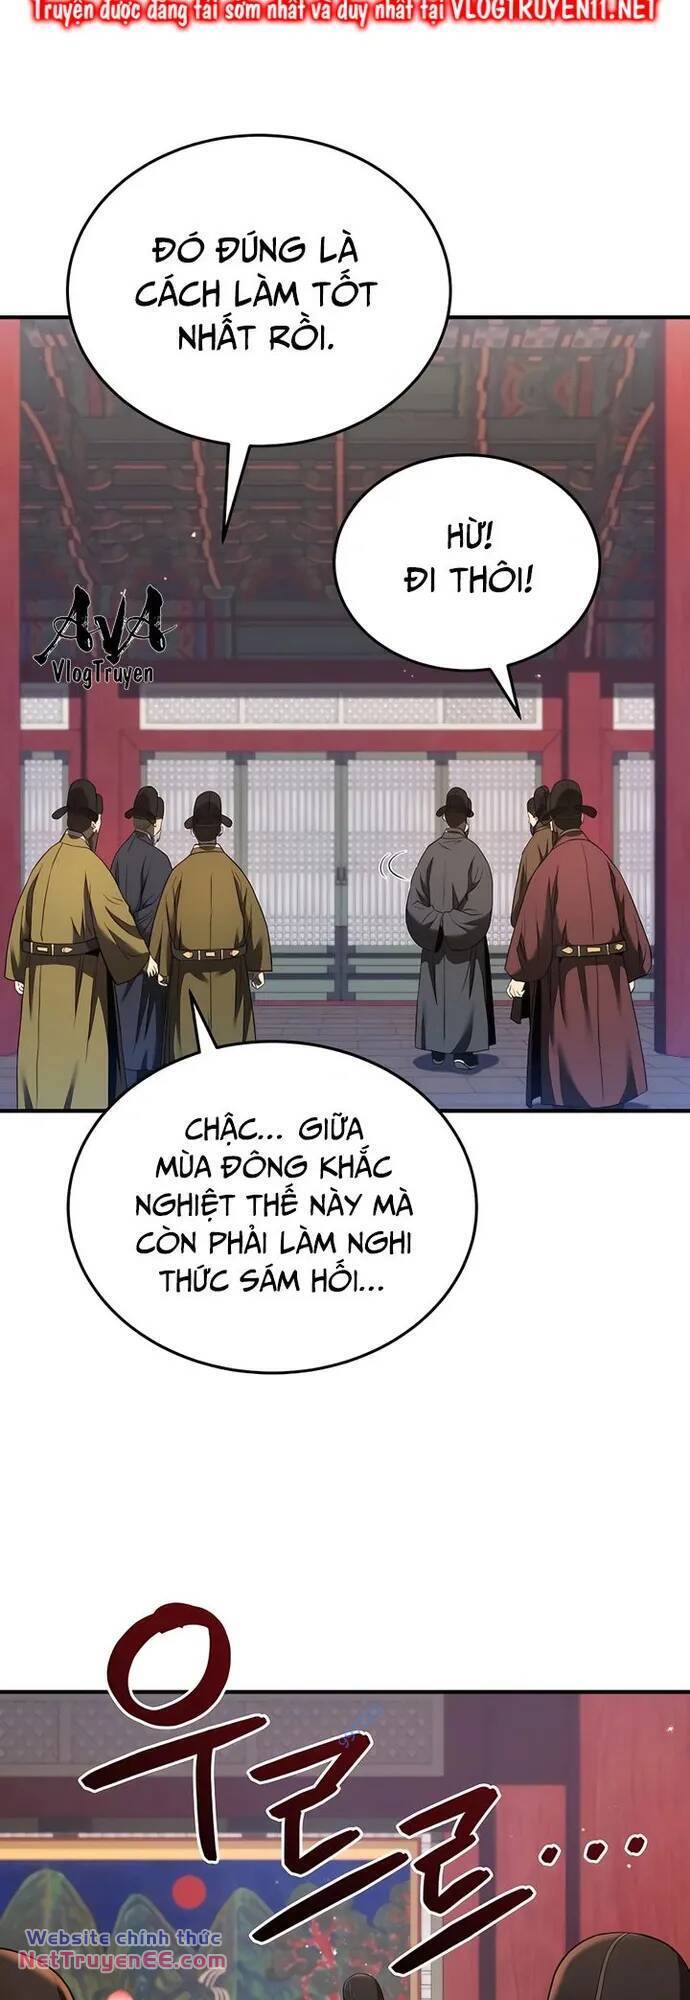 Truyện được đăng tải sớm nhất và duy nhất tại VLOGTRUYEN11.NET
ĐÓ ĐÚNG LÀ
CÁCH LÀM TỐT
NHẤT RỒI.
HỪ!
ĐI THÔI!
AVA
VlogTruyen
CHẬC... GIỮA
MÙA ĐÔNG KHẮC
NGHIỆT THẾ NÀY MÀ
CÒN PHẢI LÀM NGHI
THỨC SÁM HỐI...
우르르...
Website chính thức
NetTruyenEE.com